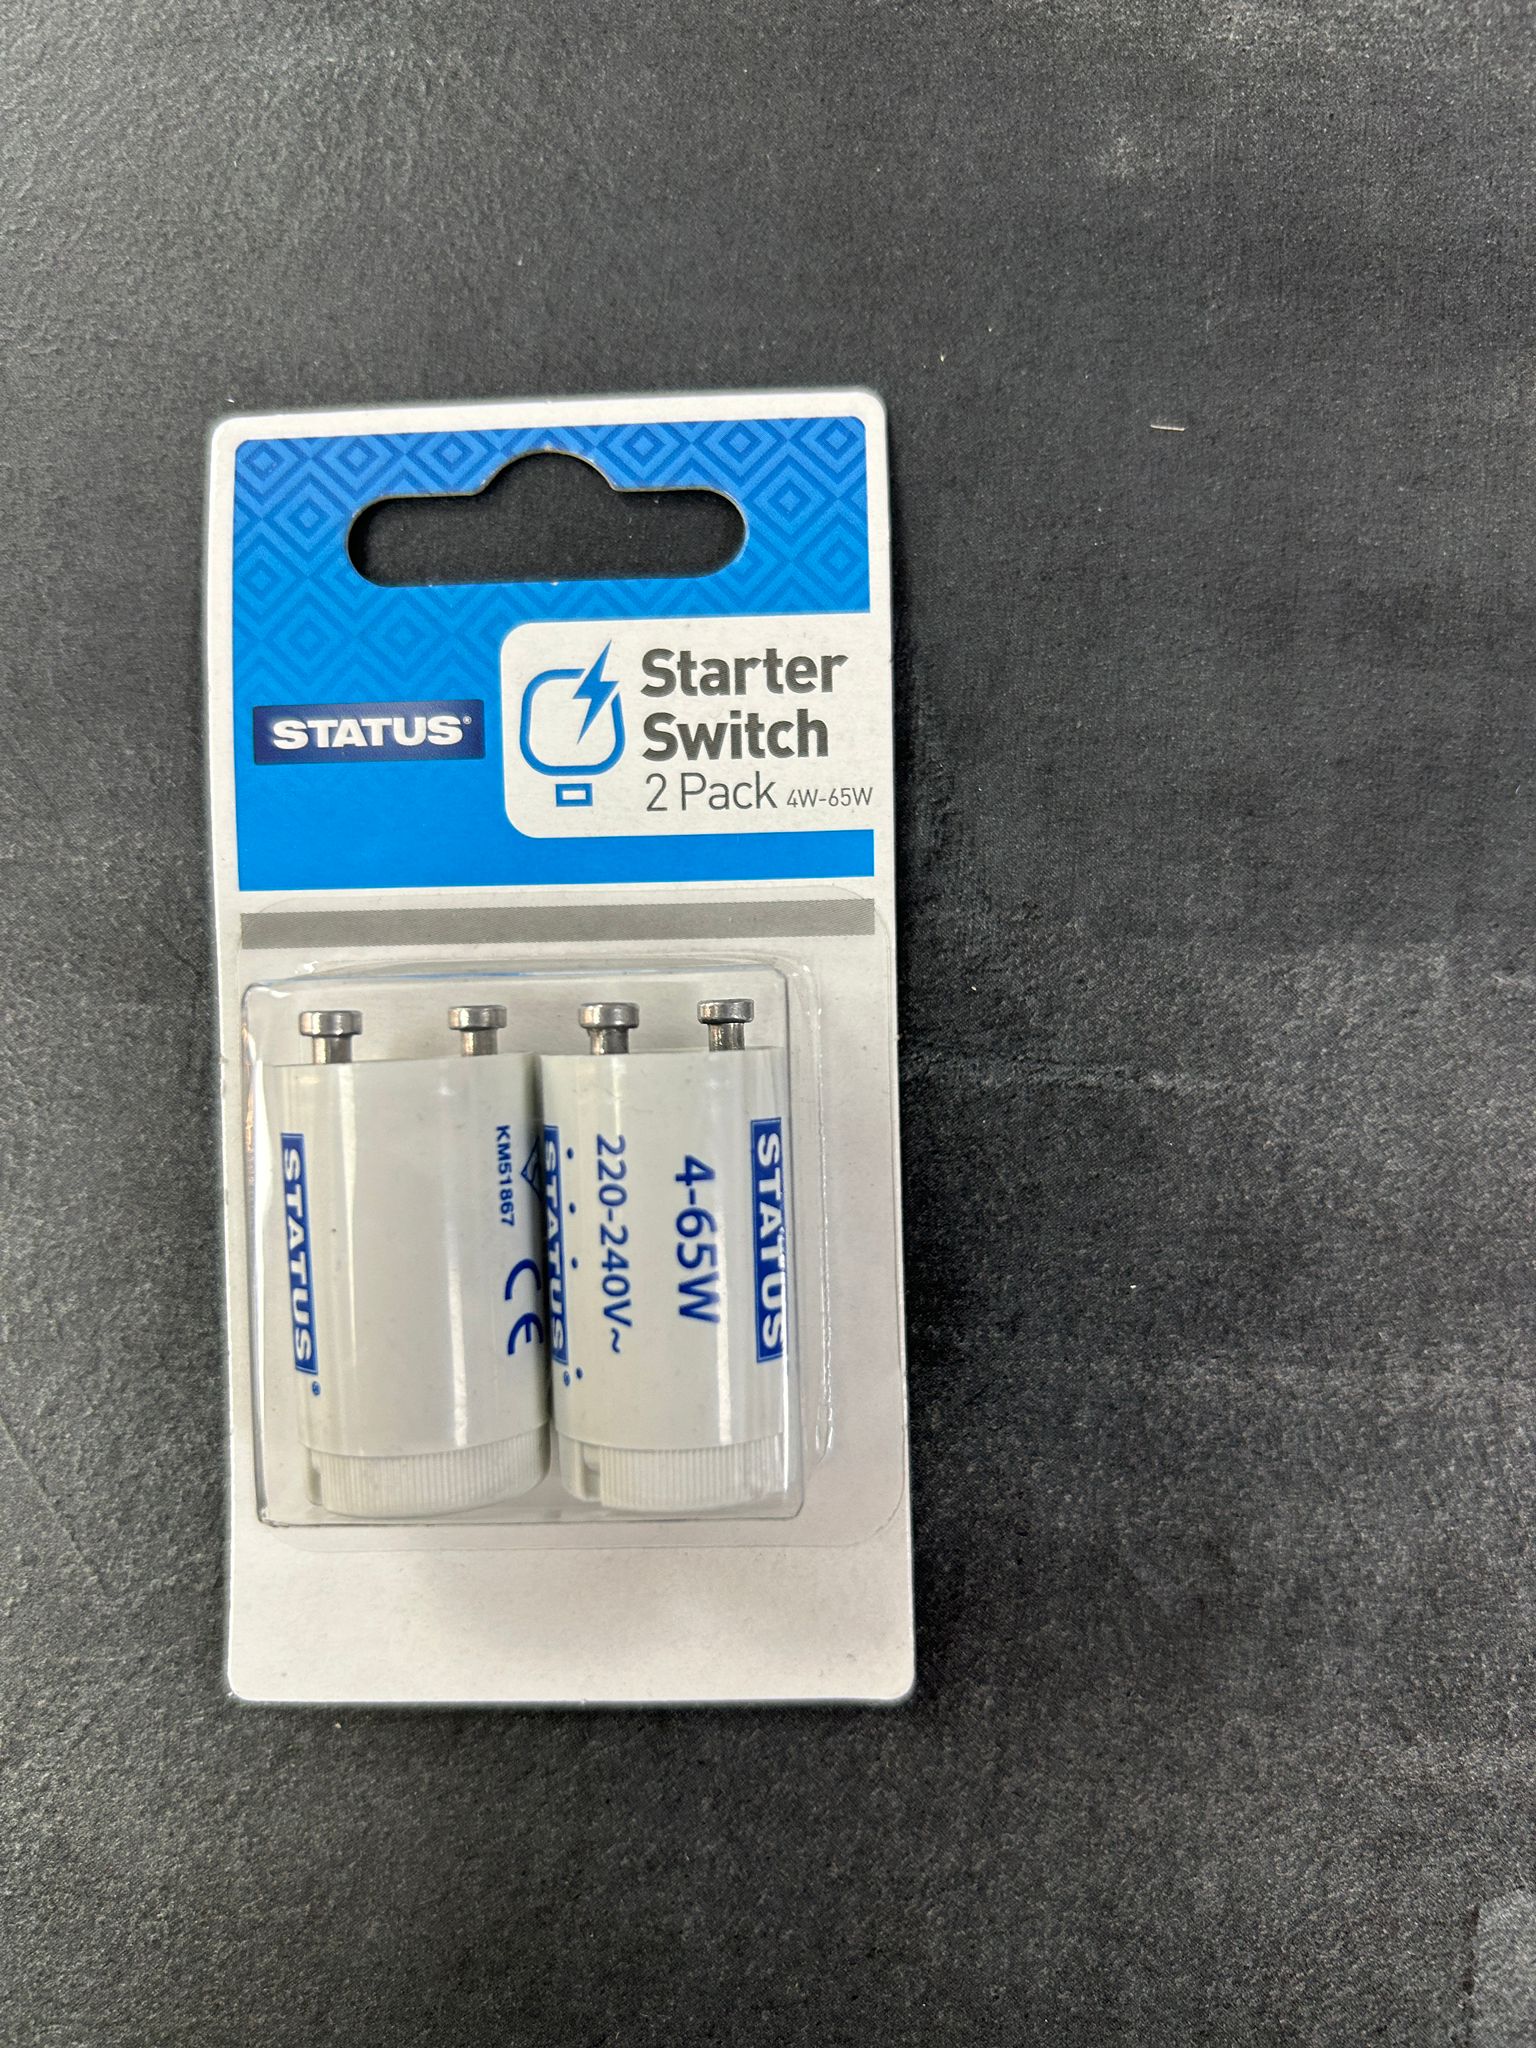 STATUS®
Starter
Switch
2 Pack 4W-65W
STATUS®
KM51867
CE
STATUS®
220-240V~
4-65W
STATUS